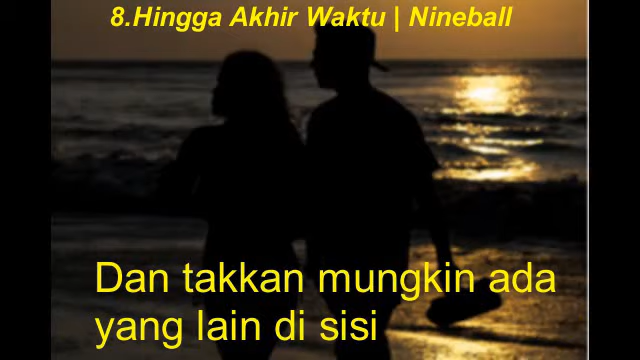 8.Hingga Akhir Waktu | Nineball
Dan takkan mungkin ada
yang lain di sisi